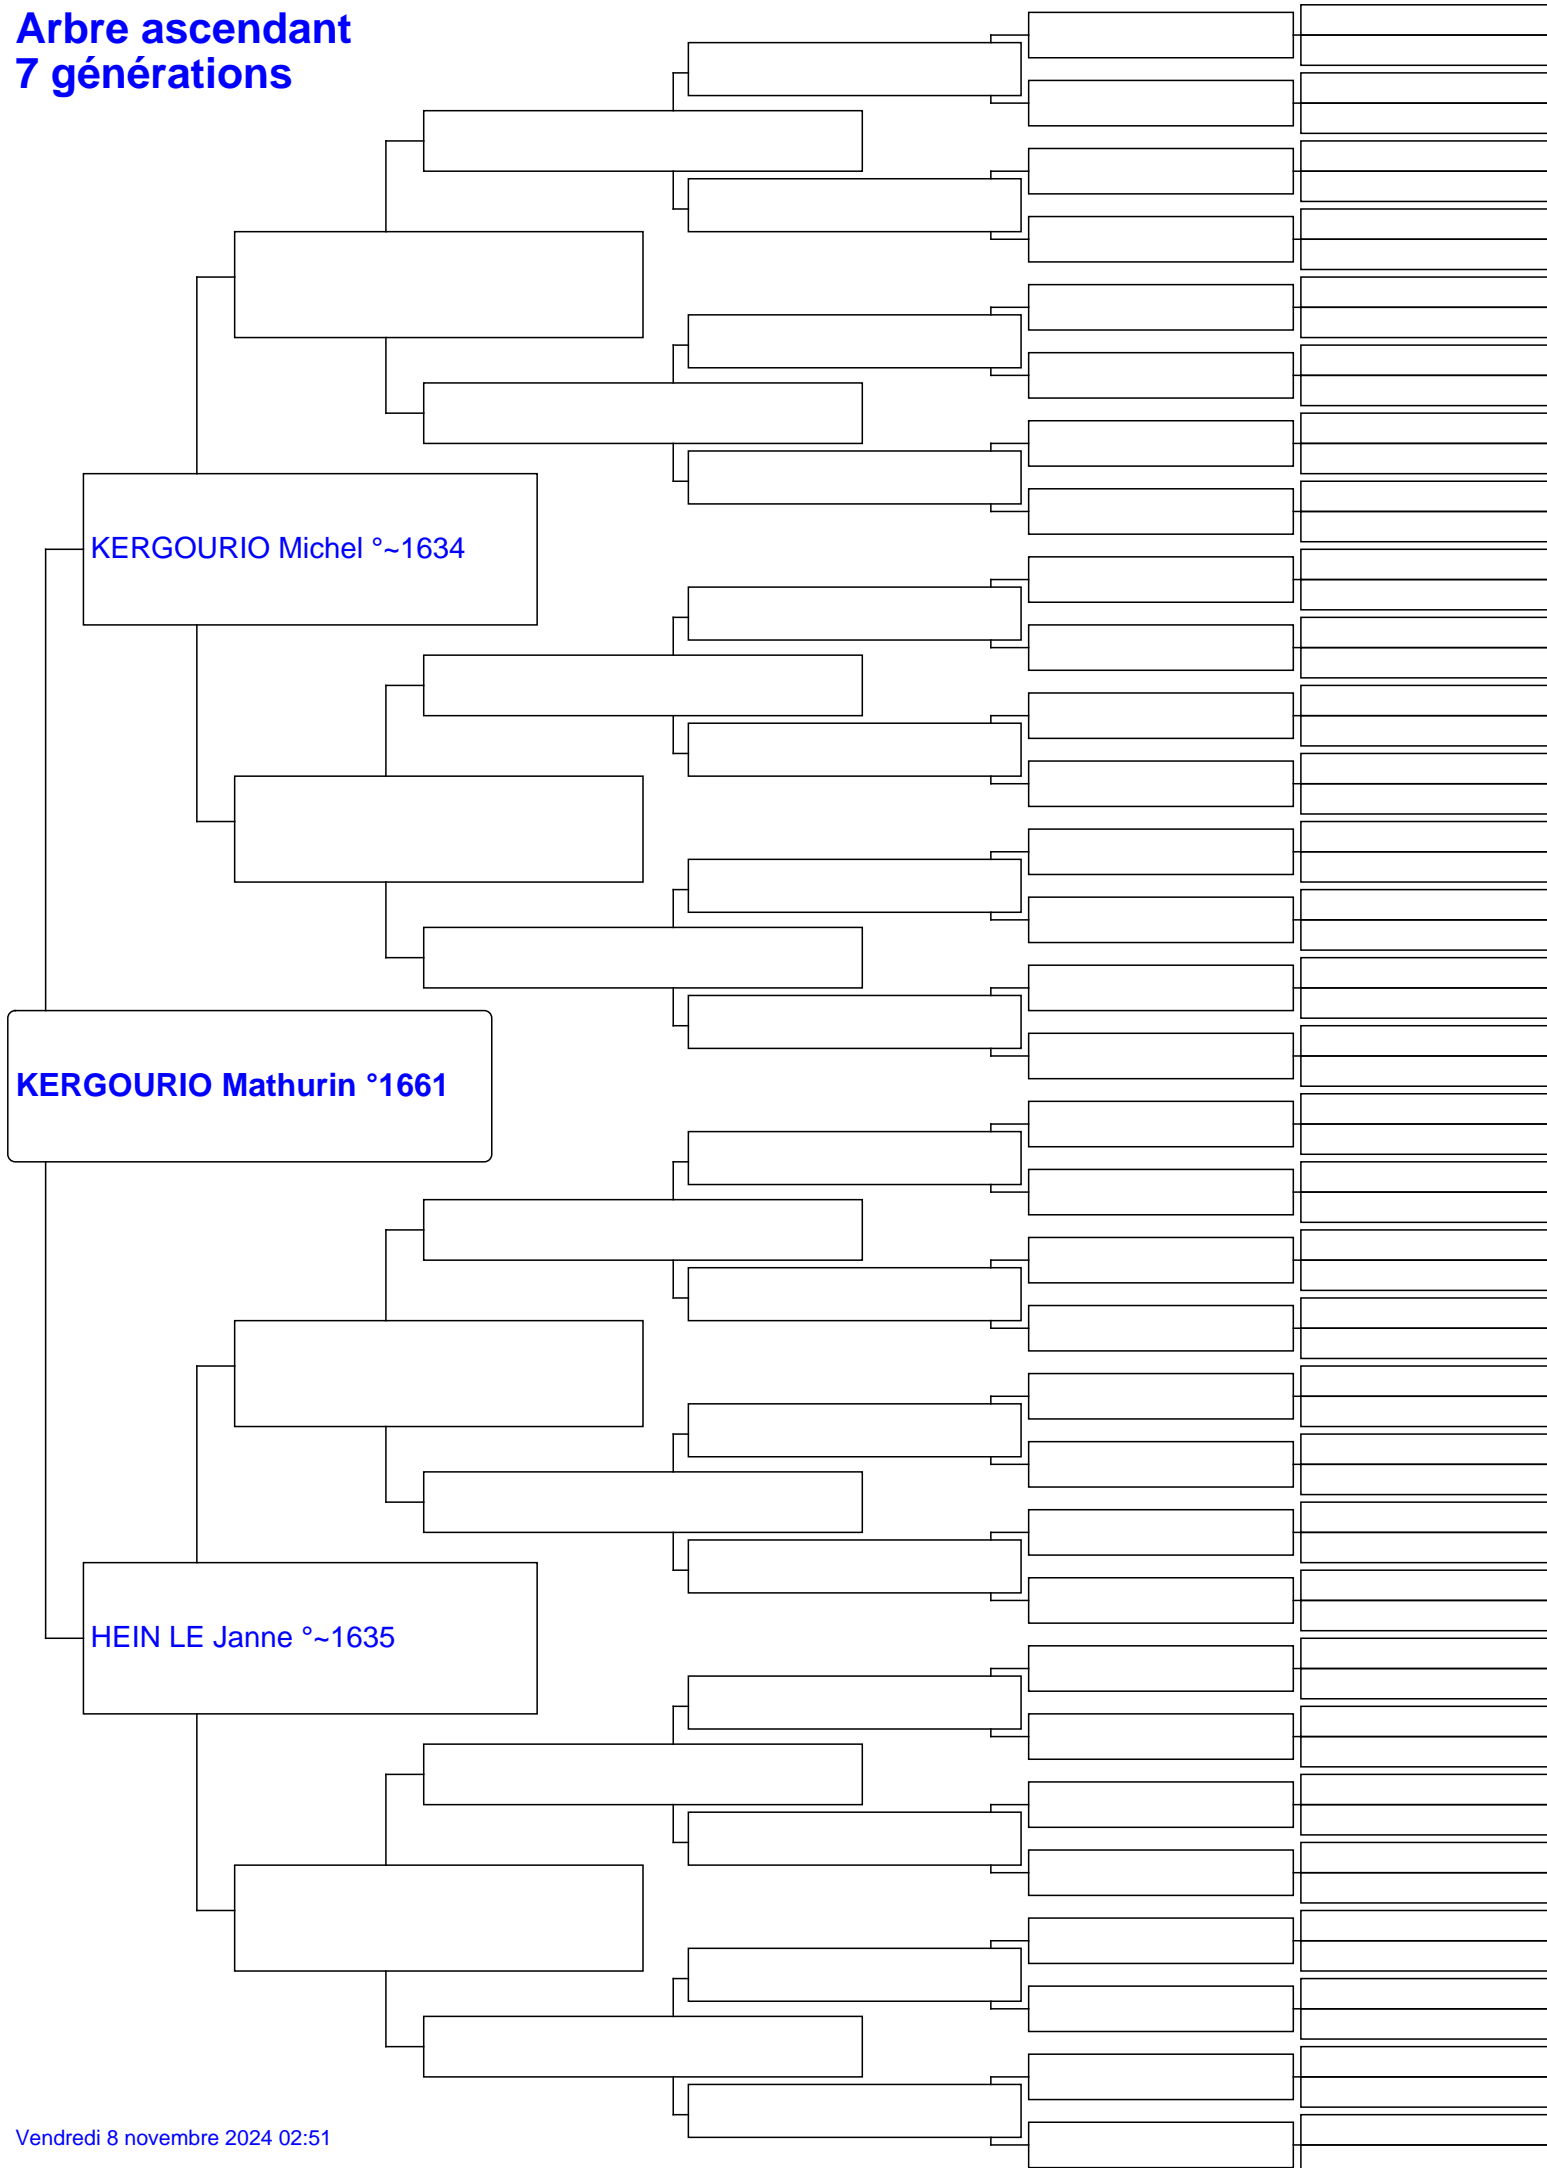 Arbre ascendant
7 générations
KERGOURIO Michel °~1634
KERGOURIO Mathurin °1661
HEIN LE Janne °~1635
Vendredi 8 novembre 2024 02:51